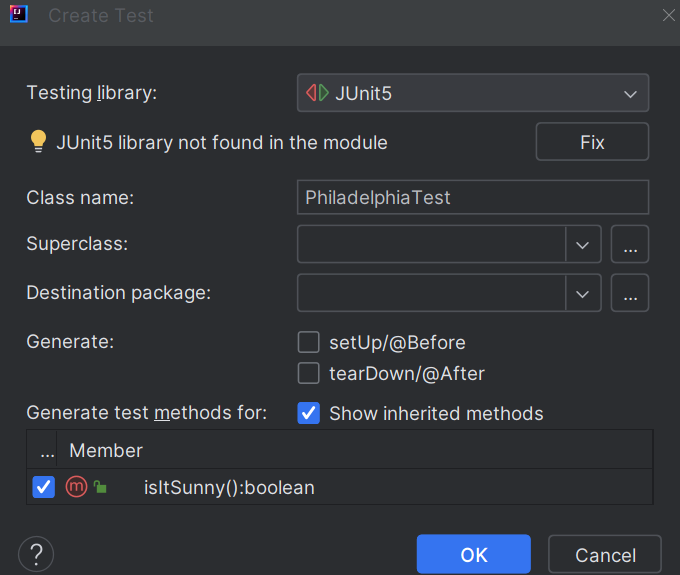 Create Test
Testing library:
JUnit5
JUnit5 library not found in the module
Fix
Class name:
PhiladelphiaTest
Superclass:
...
Destination package:
...
Generate:
setUp/@Before
tearDown/@After
Generate test methods for:
Show inherited methods
... Member
m isItSunny():boolean
?
OK
Cancel